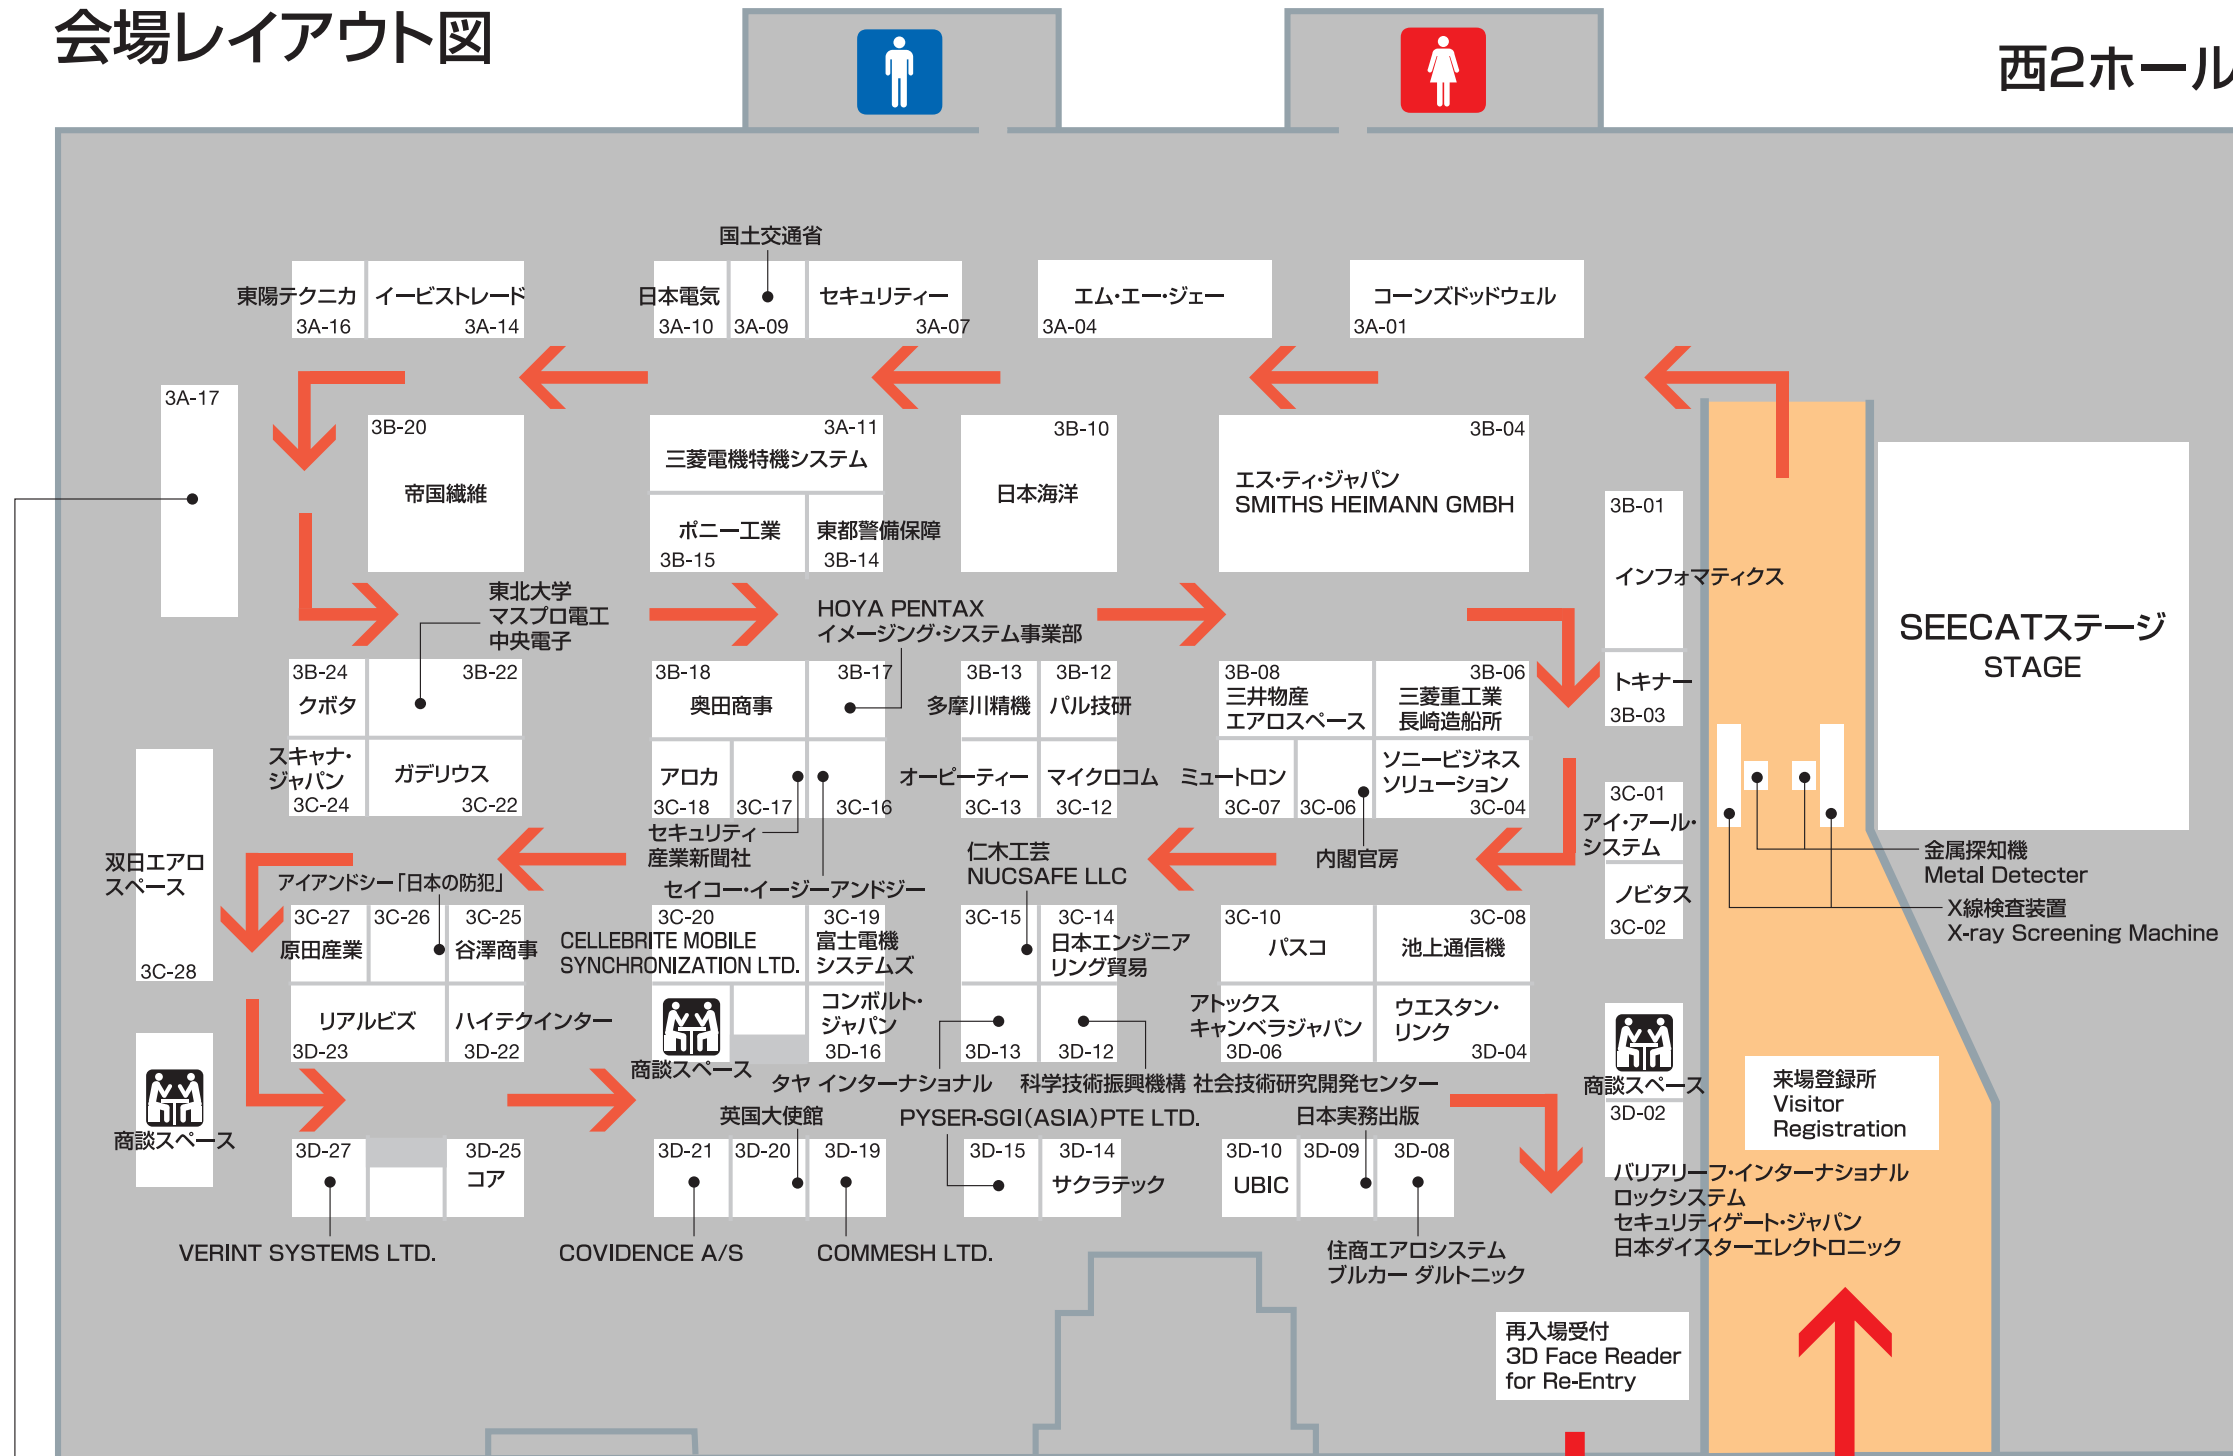 会場レイアウト図
西2ホール
国土交通省
東陽テクニカ
3A-16
イービストレード
3A-14
日本電気
3A-10
3A-09
セキュリティー
3A-07
エム・エー・ジェー
3A-04
コーンズドッドウェル
3A-01
3A-17
3B-20
帝国繊維
3A-11
三菱電機特機システム
ポニー工業
3B-15
東都警備保障
3B-14
3B-10
日本海洋
3B-04
エス・ティ・ジャパン
SMITHS HEIMANN GMBH
3B-01
インフォマティクス
トキナー
3B-03
SEECATステージ
STAGE
東北大学
マスプロ電工
中央電子
HOYA PENTAX
イメージング・システム事業部
3B-24
クボタ
3B-22
3B-18
奥田商事
3B-17
3B-13
多摩川精機
3B-12
パル技研
3B-08
三井物産
エアロスペース
3B-06
三菱重工業
長崎造船所
スキャナ・
ジャパン
3C-24
ガデリウス
3C-22
アロカ
3C-18
3C-17
3C-16
オーピーティー
3C-13
マイクロコム
3C-12
ミュートロン
3C-07
3C-06
ソニービジネス
ソリューション
3C-04
3C-01
アイ・アール・
システム
ノビタス
3C-02
セキュリティ
産業新聞社
セイコー・イージーアンドジー
仁木工芸
NUCSAFE LLC
内閣官房
金属探知機
Metal Detecter
X線検査装置
X-ray Screening Machine
双日エアロ
スペース
3C-28
アイアンドシー「日本の防犯」
3C-27
原田産業
3C-26
3C-25
谷澤商事
3C-20
CELLEBRITE MOBILE
SYNCHRONIZATION LTD.
3C-19
富士電機
システムズ
3C-15
3C-14
日本エンジニア
リング貿易
3C-10
パスコ
3C-08
池上通信機
リアルビズ
3D-23
ハイテクインター
3D-22
商談スペース
コンボルト・
ジャパン
3D-16
3D-13
3D-12
アトックス
キャンベラジャパン
3D-06
ウエスタン・
リンク
3D-04
商談スペース
3D-02
バリアリーフ・インターナショナル
ロックシステム
セキュリティゲート・ジャパン
日本ダイスターエレクトロニック
来場登録所
Visitor
Registration
商談スペース
タヤ インターナショナル
科学技術振興機構 社会技術研究開発センター
英国大使館
PYSER-SGI(ASIA)PTE LTD.
日本実務出版
3D-27
3D-25
コア
3D-21
3D-20
3D-19
3D-15
3D-14
サクラテック
3D-10
UBIC
3D-09
3D-08
VERINT SYSTEMS LTD.
COVIDENCE A/S
COMMESH LTD.
住商エアロシステム
ブルカー ダルトニック
再入場受付
3D Face Reader
for Re-Entry